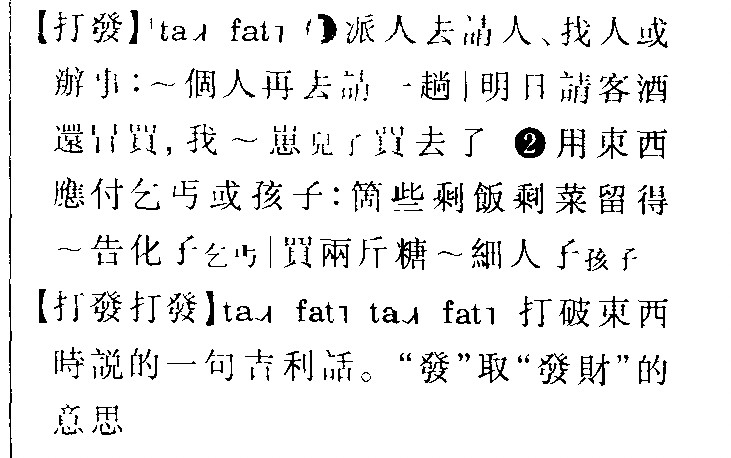 【打發】ta˩ fat˥ ❶派人去請人、找人或
辦事：～個人再去請一趟|明日請客酒
還冇買，我～崽兒子買去了 ❷用東西
應付乞丐或孩子：箇些剩飯剩菜留得
～告化子乞丐|買兩斤糖～細人子孩子
【打發打發】ta˩ fat˥ ta˩ fat˥ 打破東西
時説的一句吉利話。“發”取“發財”的
意思